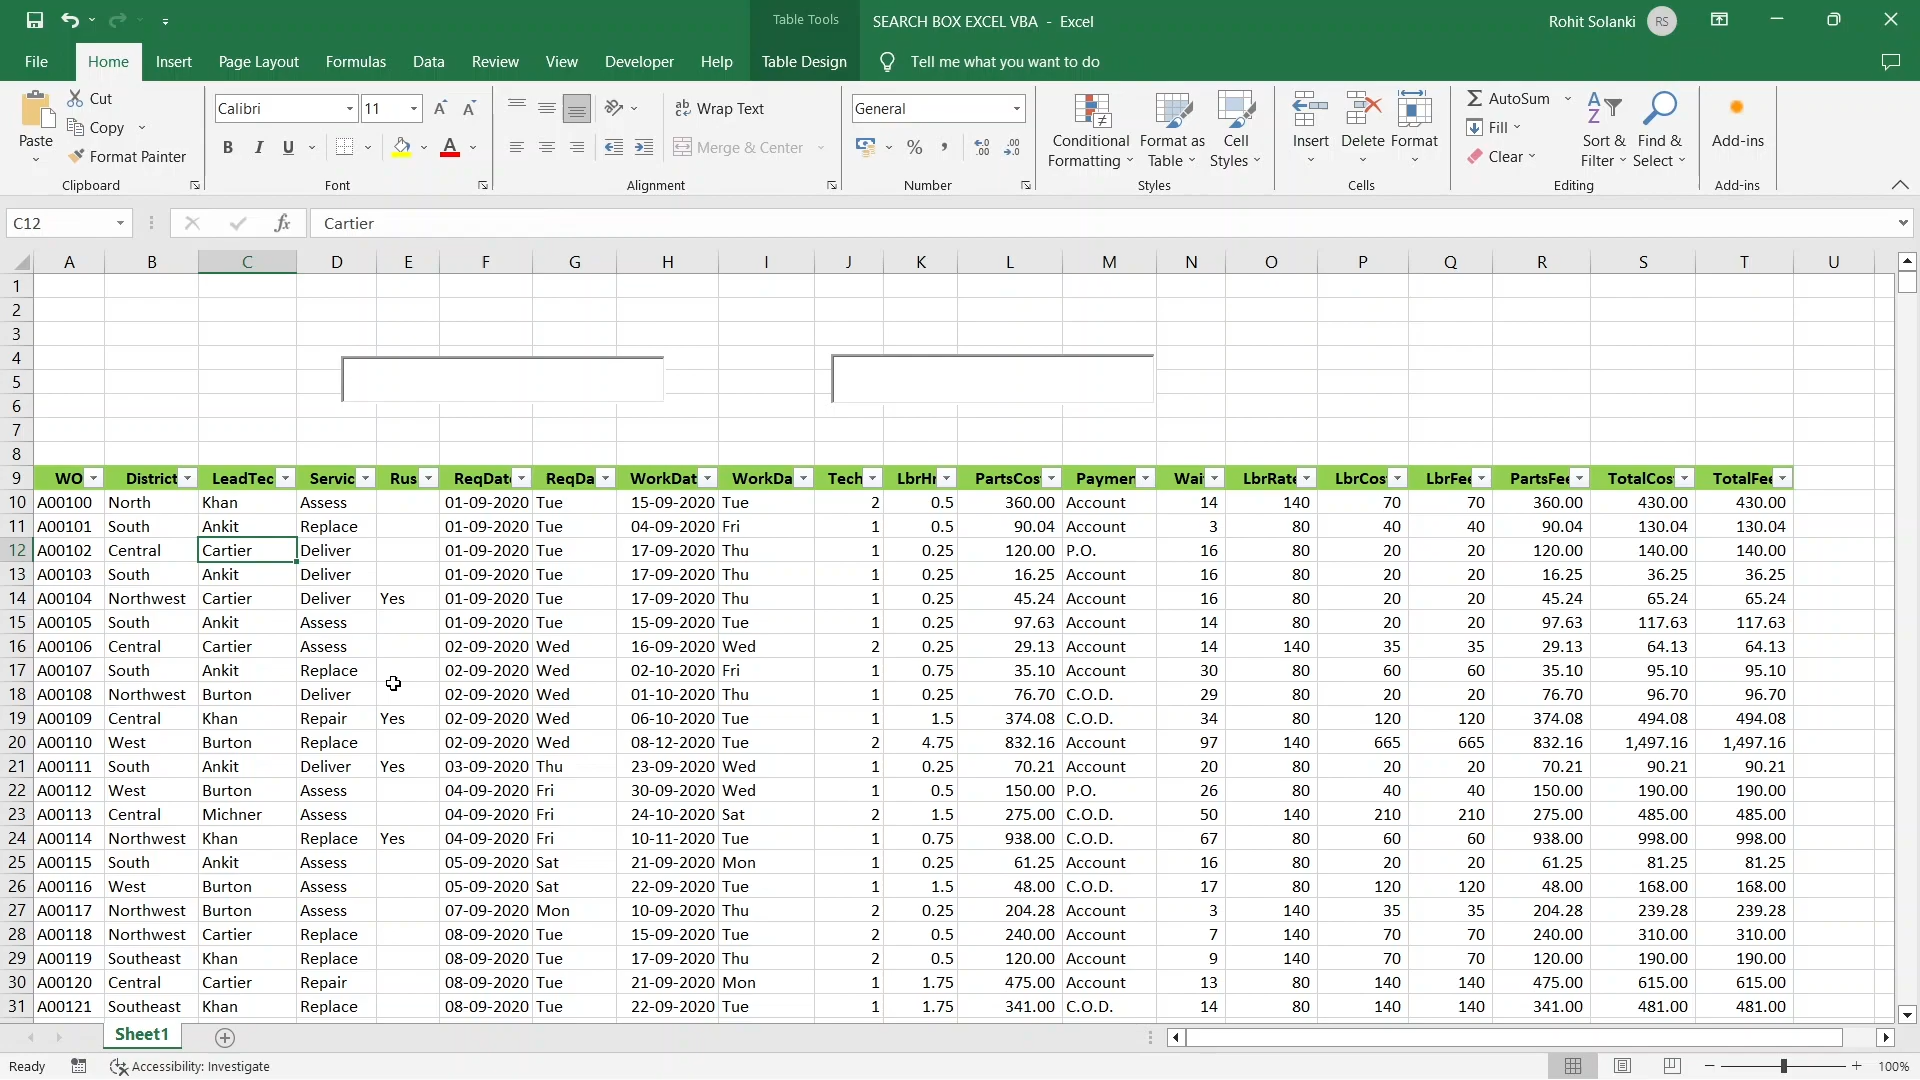 Table Tools
SEARCH BOX EXCEL VBA - Excel
Rohit Solanki RS
File Home Insert Page Layout Formulas Data Review View Developer Help Table Design Tell me what you want to do
Cut
Copy
Format Painter
Paste
Clipboard
Calibri 11
B I U A
Font
Wrap Text
Merge & Center
Alignment
General
% ,
Number
Conditional Formatting
Format as Table
Cell Styles
Styles
Insert Delete Format
Cells
AutoSum
Fill
Clear
Sort & Filter
Find & Select
Editing
Add-ins
Add-ins
C12 fx Cartier
A B C D E F G H I J K L M N O P Q R S T U
1
2
3
4
5
6
7
8
9 WO District LeadTec Servic Rus ReqDat ReqDa WorkDat WorkDa Tech LbrHr PartsCos Paymen Wai LbrRate LbrCos LbrFee PartsFee TotalCos TotalFee
10 A00100 North Khan Assess 01-09-2020 Tue 15-09-2020 Tue 2 0.5 360.00 Account 14 140 70 70 360.00 430.00 430.00
11 A00101 South Ankit Replace 01-09-2020 Tue 04-09-2020 Fri 1 0.5 90.04 Account 3 80 40 40 90.04 130.04 130.04
12 A00102 Central Cartier Deliver 01-09-2020 Tue 17-09-2020 Thu 1 0.25 120.00 P.O. 16 80 20 20 120.00 140.00 140.00
13 A00103 South Ankit Deliver 01-09-2020 Tue 17-09-2020 Thu 1 0.25 16.25 Account 16 80 20 20 16.25 36.25 36.25
14 A00104 Northwest Cartier Deliver Yes 01-09-2020 Tue 17-09-2020 Thu 1 0.25 45.24 Account 16 80 20 20 45.24 65.24 65.24
15 A00105 South Ankit Assess 01-09-2020 Tue 15-09-2020 Tue 1 0.25 97.63 Account 14 80 20 20 97.63 117.63 117.63
16 A00106 Central Cartier Assess 02-09-2020 Wed 16-09-2020 Wed 2 0.25 29.13 Account 14 140 35 35 29.13 64.13 64.13
17 A00107 South Ankit Replace 02-09-2020 Wed 02-10-2020 Fri 1 0.75 35.10 Account 30 80 60 60 35.10 95.10 95.10
18 A00108 Northwest Burton Deliver 02-09-2020 Wed 01-10-2020 Thu 1 0.25 76.70 C.O.D. 29 80 20 20 76.70 96.70 96.70
19 A00109 Central Khan Repair Yes 02-09-2020 Wed 06-10-2020 Tue 1 1.5 374.08 C.O.D. 34 80 120 120 374.08 494.08 494.08
20 A00110 West Burton Replace 02-09-2020 Wed 08-12-2020 Tue 2 4.75 832.16 Account 97 140 665 665 832.16 1,497.16 1,497.16
21 A00111 South Ankit Deliver Yes 03-09-2020 Thu 23-09-2020 Wed 1 0.25 70.21 Account 20 80 20 20 70.21 90.21 90.21
22 A00112 West Burton Assess 04-09-2020 Fri 30-09-2020 Wed 1 0.5 150.00 P.O. 26 80 40 40 150.00 190.00 190.00
23 A00113 Central Michner Assess 04-09-2020 Fri 24-10-2020 Sat 2 1.5 275.00 C.O.D. 50 140 210 210 275.00 485.00 485.00
24 A00114 Northwest Khan Replace Yes 04-09-2020 Fri 10-11-2020 Tue 1 0.75 938.00 C.O.D. 67 80 60 60 938.00 998.00 998.00
25 A00115 South Ankit Assess 05-09-2020 Sat 21-09-2020 Mon 1 0.25 61.25 Account 16 80 20 20 61.25 81.25 81.25
26 A00116 West Burton Assess 05-09-2020 Sat 22-09-2020 Tue 1 1.5 48.00 C.O.D. 17 80 120 120 48.00 168.00 168.00
27 A00117 Northwest Burton Assess 07-09-2020 Mon 10-09-2020 Thu 2 0.25 204.28 Account 3 140 35 35 204.28 239.28 239.28
28 A00118 Northwest Cartier Replace 08-09-2020 Tue 15-09-2020 Tue 2 0.5 240.00 Account 7 140 70 70 240.00 310.00 310.00
29 A00119 Southeast Khan Replace 08-09-2020 Tue 17-09-2020 Thu 2 0.5 120.00 Account 9 140 70 70 120.00 190.00 190.00
30 A00120 Central Cartier Repair 08-09-2020 Tue 21-09-2020 Mon 1 1.75 475.00 Account 13 80 140 140 475.00 615.00 615.00
31 A00121 Southeast Khan Replace 08-09-2020 Tue 22-09-2020 Tue 1 1.75 341.00 C.O.D. 14 80 140 140 341.00 481.00 481.00
Sheet1
Ready Accessibility: Investigate 100%